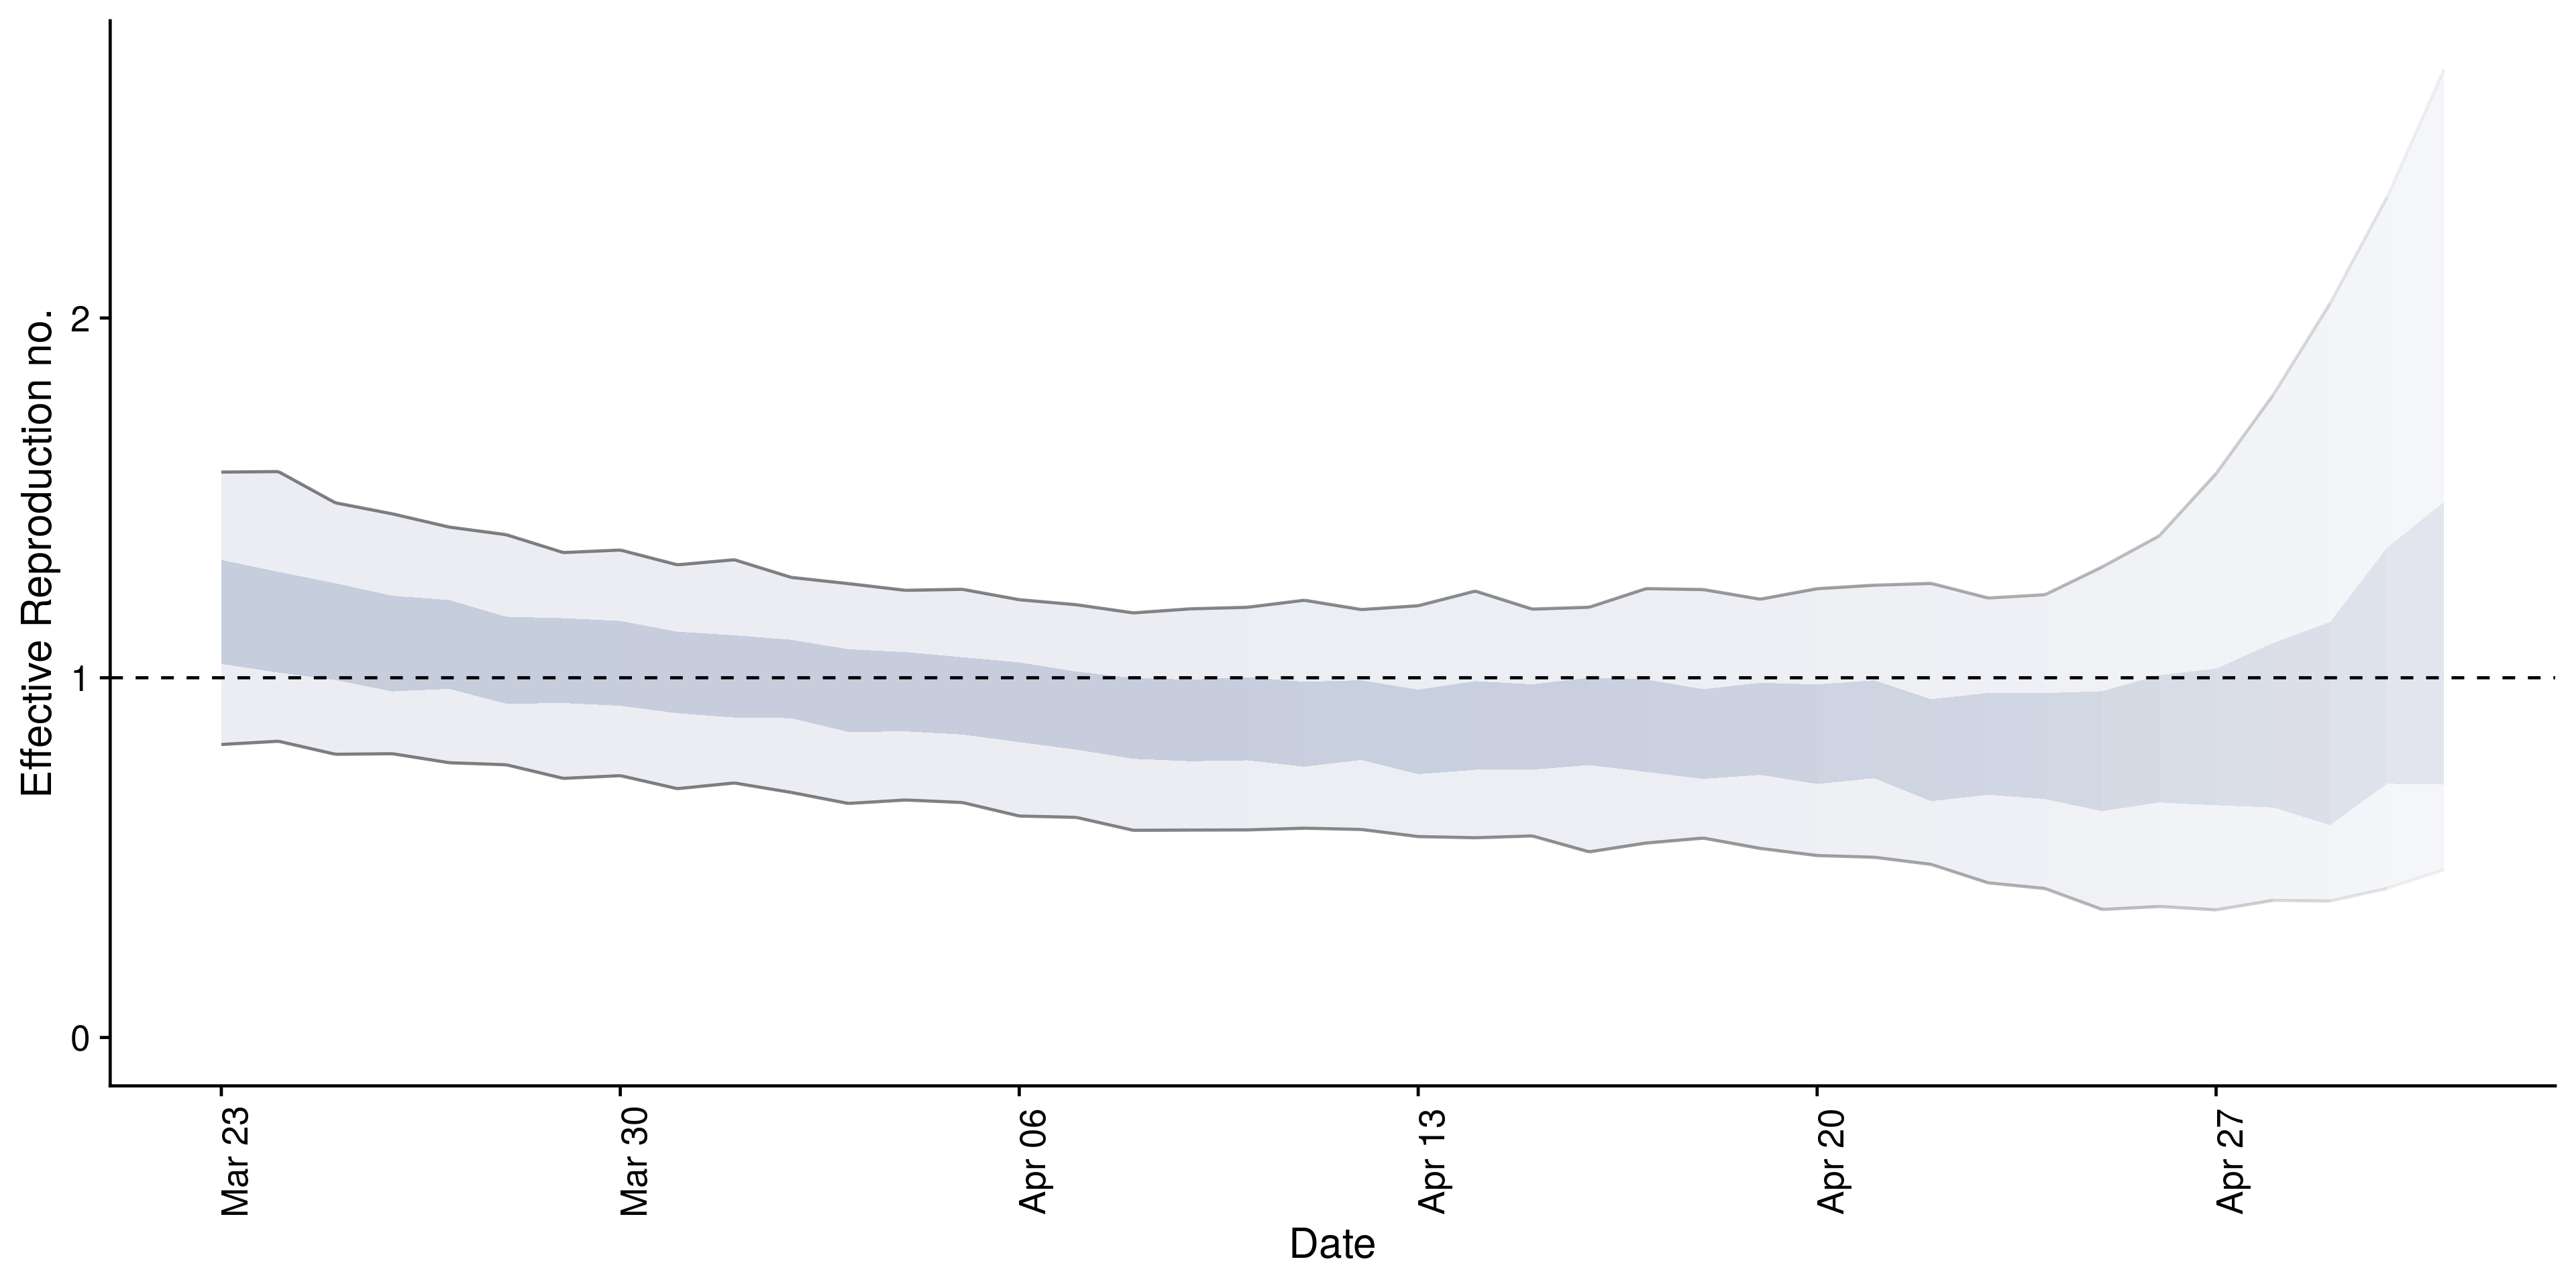 Effective Reproduction no.
2
1
0
Mar 23
Mar 30
Apr 06
Apr 13
Apr 20
Apr 27
Date